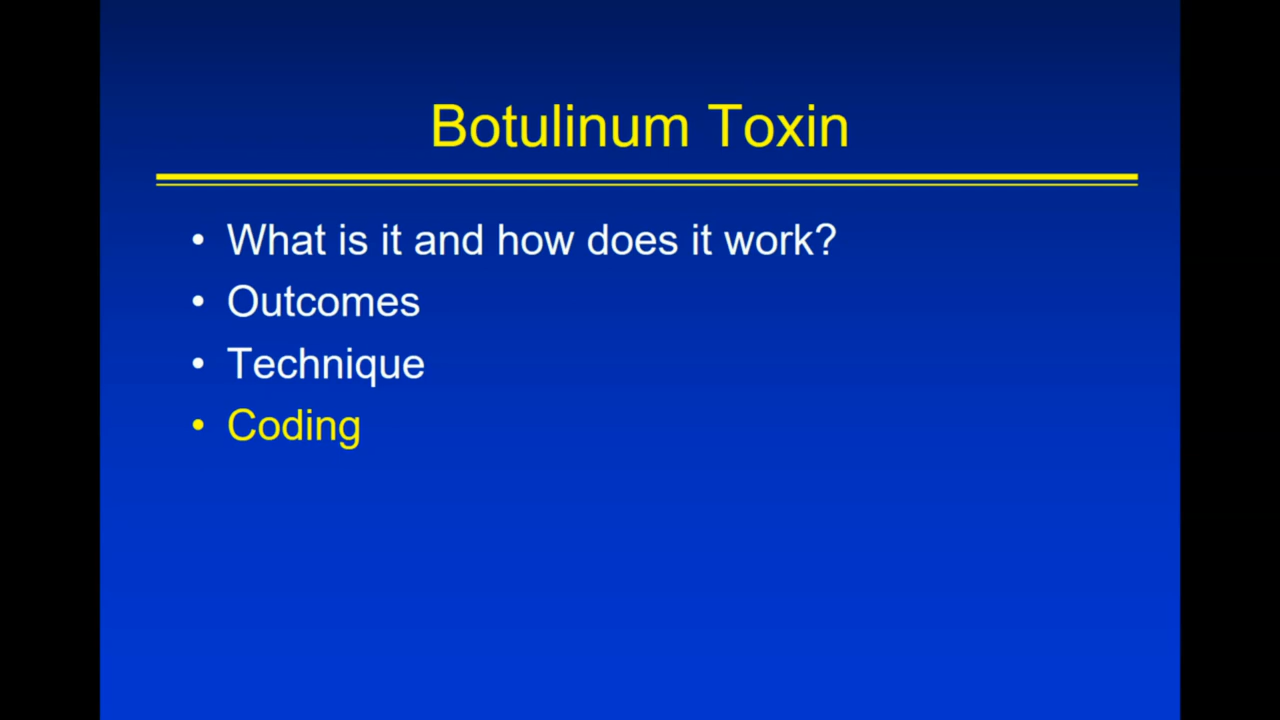 Botulinum Toxin
• What is it and how does it work?
• Outcomes
• Technique
• Coding